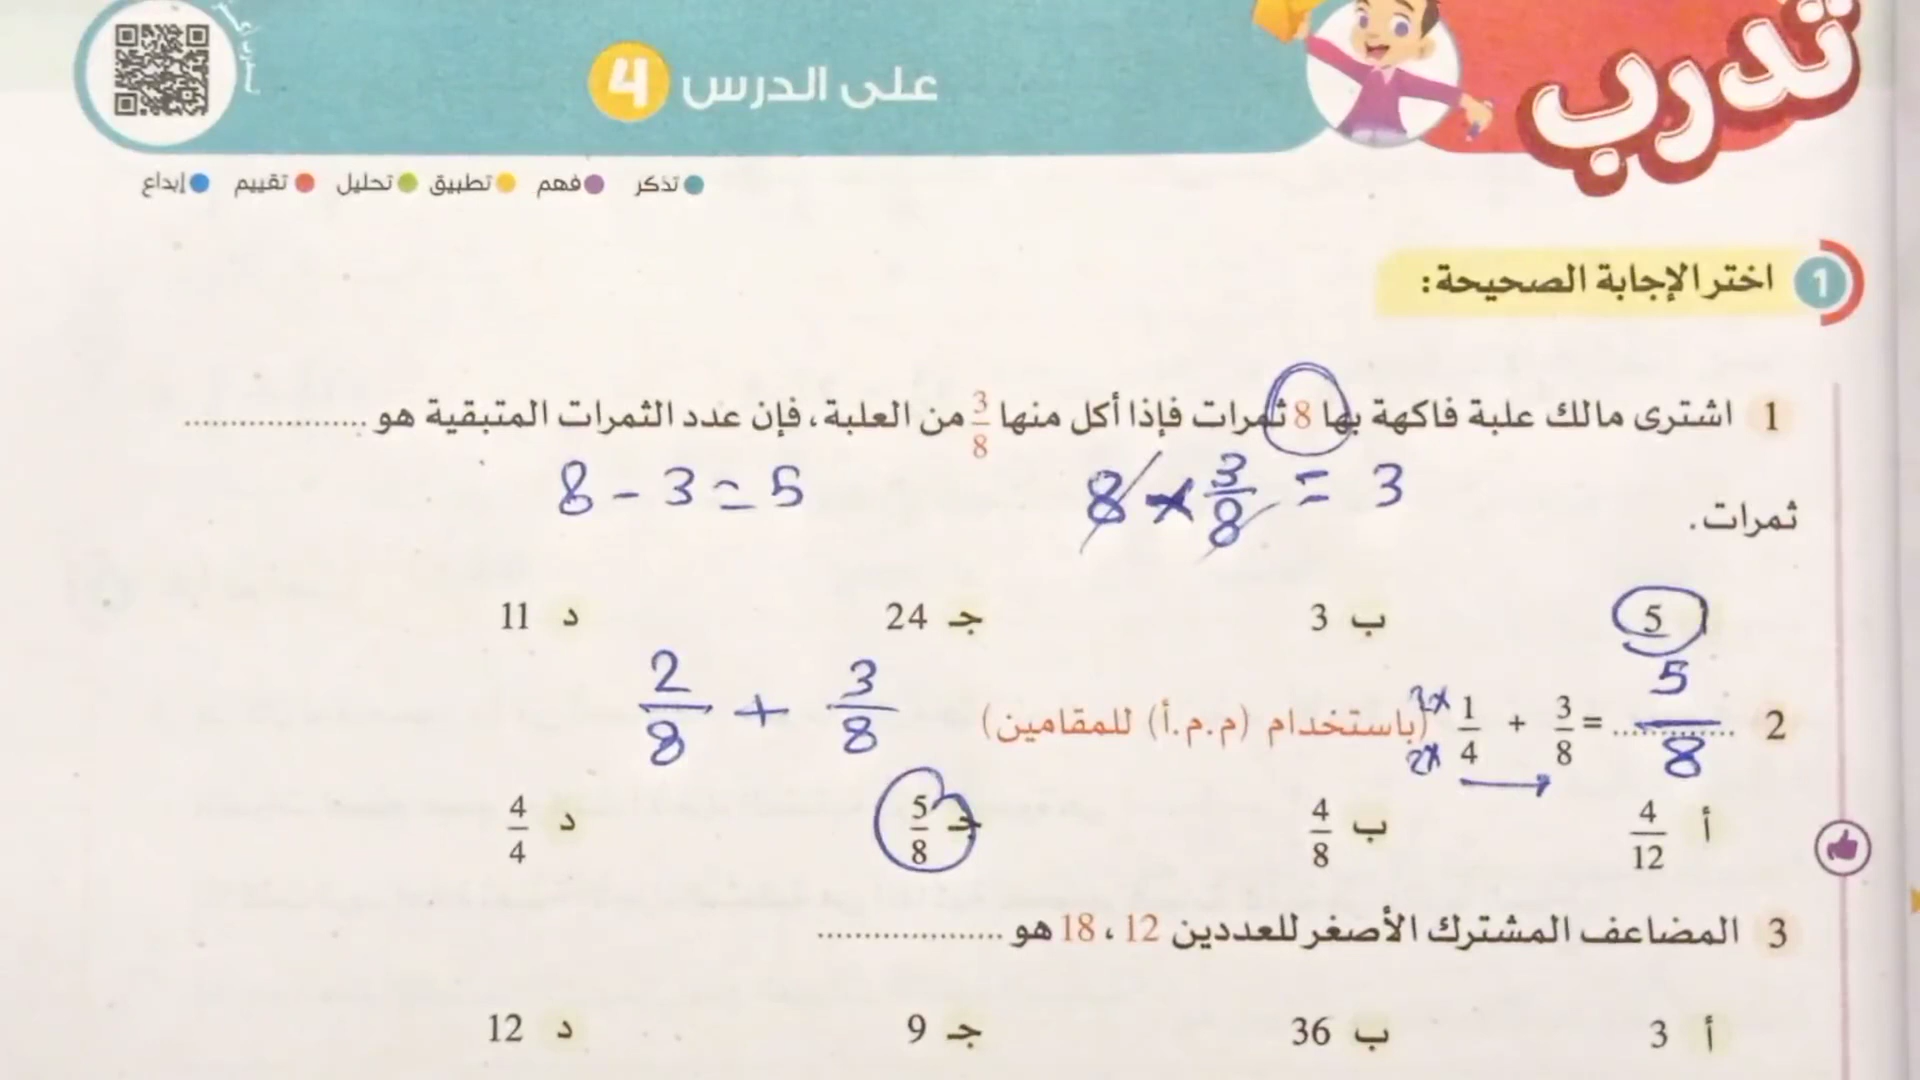 تدرب
على الدرس 4
تذكر فهم تطبيق تحليل تقييم إبداع
1 اختر الإجابة الصحيحة:
1 اشترى مالك علبة فاكهة بها 8 ثمرات فإذا أكل منها 3/8 من العلبة، فإن عدد الثمرات المتبقية هو ....................
8 × 3/8 = 3
8 - 3 = 5
ثمرات.
5 ب 3 جـ 24 د 11
2/8 + 3/8
2 1/4 + 3/8 = .............. (باستخدام (م.م.أ) للمقامين)
2x
2x
5/8
أ 4/12 ب 4/8 جـ 5/8 د 4/4
3 المضاعف المشترك الأصغر للعددين 12 ، 18 هو ....................
أ 3 ب 36 جـ 9 د 12